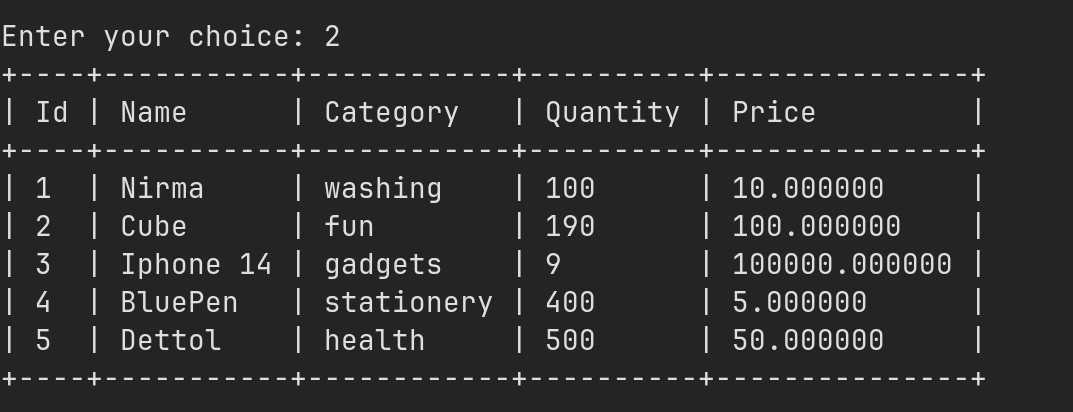 Enter your choice: 2
+----+-----------+------------+----------+---------------+
| Id | Name      | Category   | Quantity | Price         |
+----+-----------+------------+----------+---------------+
| 1  | Nirma     | washing    | 100      | 10.000000     |
| 2  | Cube      | fun        | 190      | 100.000000    |
| 3  | Iphone 14 | gadgets    | 9        | 100000.000000 |
| 4  | BluePen   | stationery | 400      | 5.000000      |
| 5  | Dettol    | health     | 500      | 50.000000     |
+----+-----------+------------+----------+---------------+